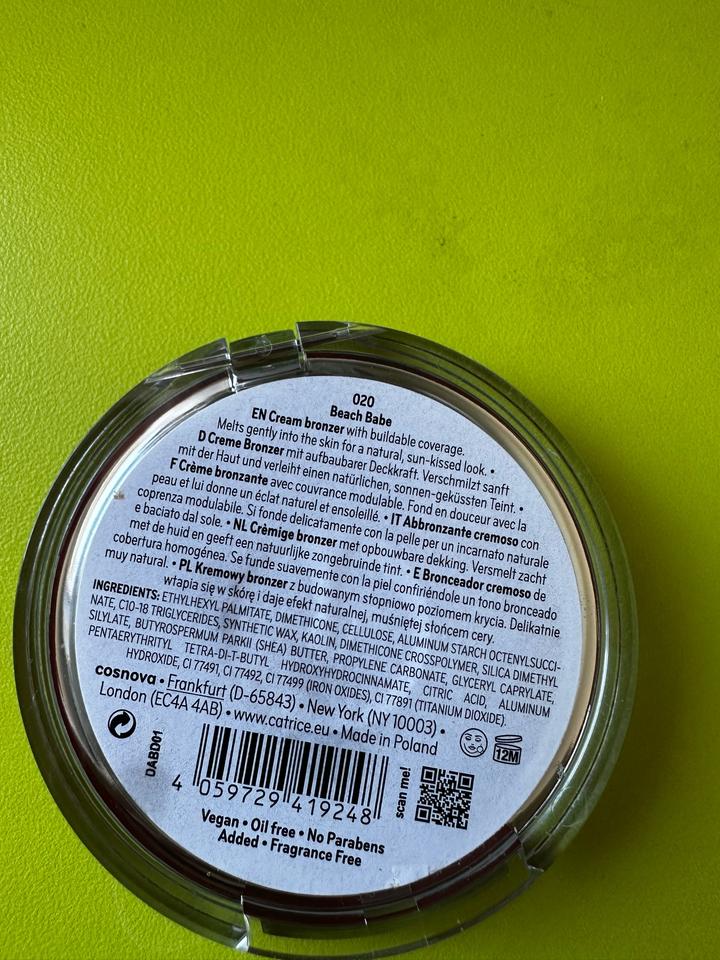 020
Beach Babe
EN Cream bronzer with buildable coverage.
Melts gently into the skin for a natural, sun-kissed look. •
D Creme Bronzer mit aufbaubarer Deckkraft. Verschmilzt sanft
mit der Haut und verleiht einen natürlichen, sonnen-geküssten Teint. •
F Crème bronzante avec couvrance modulable. Fond en douceur avec la
peau et lui donne un éclat naturel et ensoleillé. • IT Abbronzante cremoso con
coprenza modulabile. Si fonde delicatamente con la pelle per un incarnato naturale
e baciato dal sole. • NL Crèmige bronzer met opbouwbare dekking. Versmelt zacht
met de huid en geeft een natuurlijke zongebruinde tint. • E Bronceador cremoso de
cobertura homogénea. Se funde suavemente con la piel confiriéndole un tono bronceado
muy natural. • PL Kremowy bronzer z budowanym stopniowo poziomem krycia. Delikatnie
wtapia się w skórę i daje efekt naturalnej, muśniętej słońcem cery.
INGREDIENTS: ETHYLHEXYL PALMITATE, DIMETHICONE, CELLULOSE, ALUMINUM STARCH OCTENYLSUCCI-
NATE, C10-18 TRIGLYCERIDES, SYNTHETIC WAX, KAOLIN, DIMETHICONE CROSSPOLYMER, SILICA DIMETHYL
SILYLATE, BUTYROSPERMUM PARKII (SHEA) BUTTER, PROPYLENE CARBONATE, GLYCERYL CAPRYLATE,
PENTAERYTHRITYL TETRA-DI-T-BUTYL HYDROXYHYDROCINNAMATE, CITRIC ACID, ALUMINUM
HYDROXIDE, CI 77491, CI 77492, CI 77499 (IRON OXIDES), CI 77891 (TITANIUM DIOXIDE).
cosnova • Frankfurt (D-65843) • New York (NY 10003) •
London (EC4A 4AB) • www.catrice.eu • Made in Poland
12M
DABD01
scan me!
4 059729 419248
Vegan • Oil free • No Parabens
Added • Fragrance Free